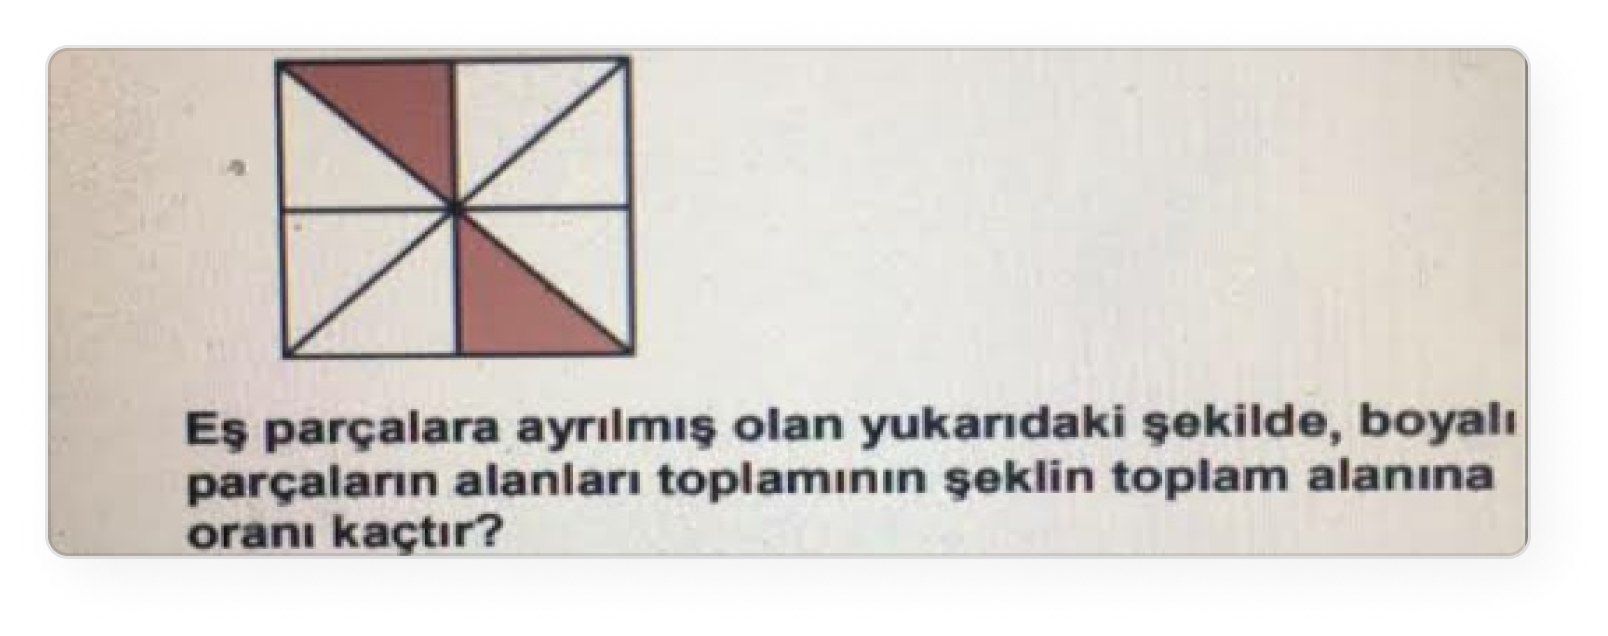 Eş parçalara ayrılmış olan yukarıdaki şekilde, boyalı
parçaların alanları toplamının şeklin toplam alanına
oranı kaçtır?